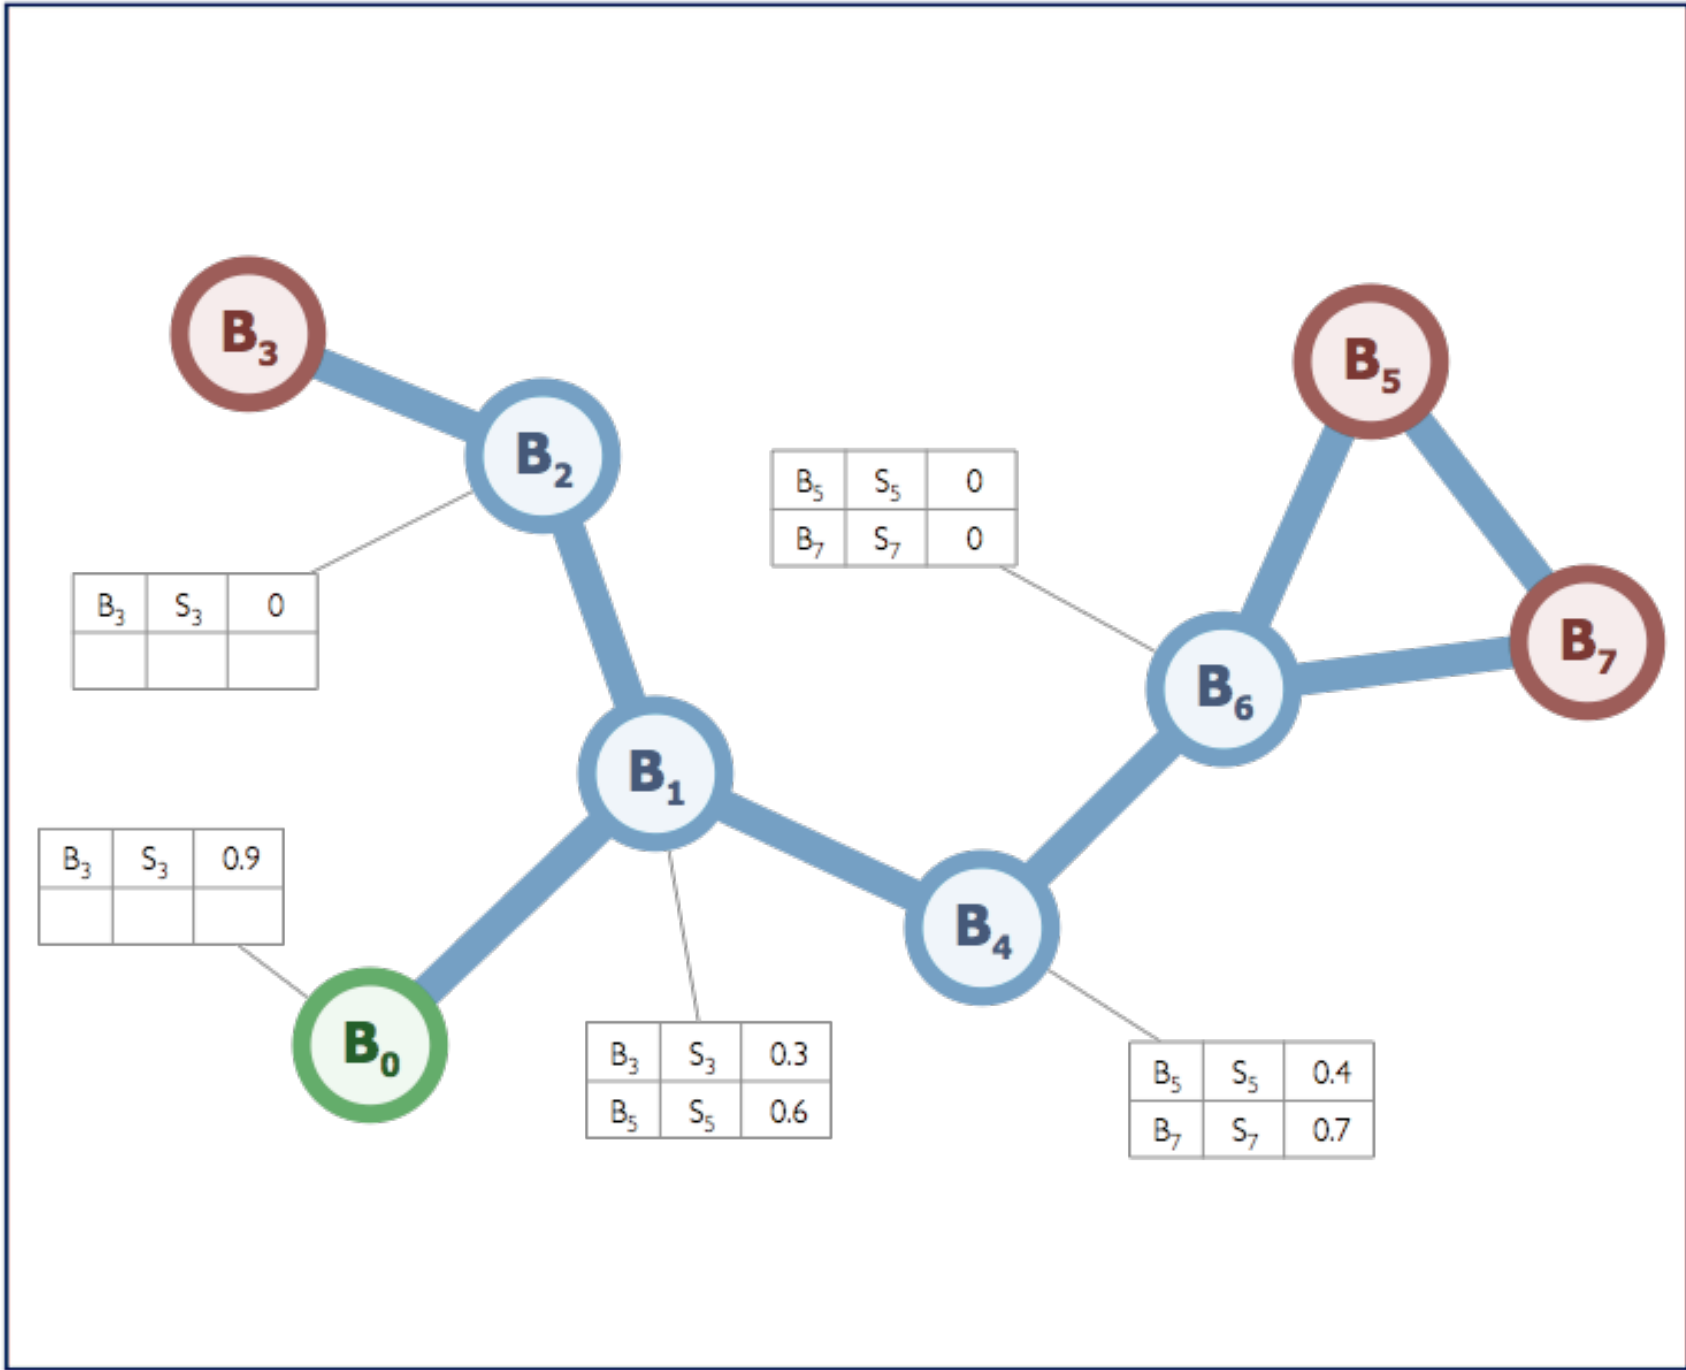 B₃
B₅
B₂
B₅ S₅ 0
B₇ S₇ 0
B₃ S₃ 0
B₇
B₆
B₁
B₃ S₃ 0.9
B₄
B₀
B₃ S₃ 0.3
B₅ S₅ 0.6
B₅ S₅ 0.4
B₇ S₇ 0.7